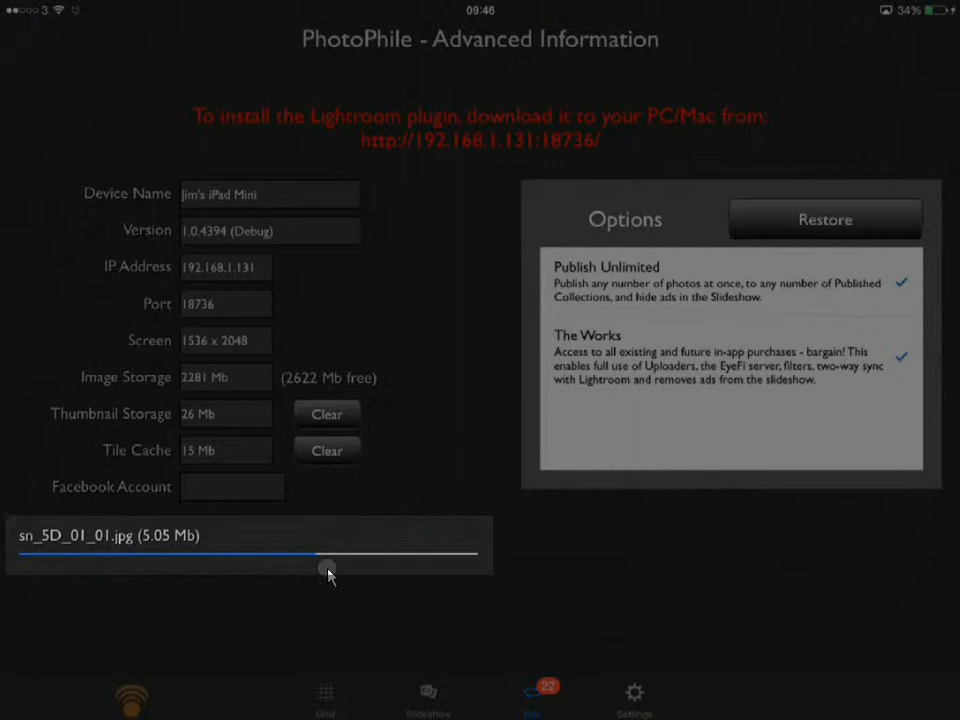 3
09:46
34%
PhotoPhile - Advanced Information
To install the Lightroom plugin, download it to your PC/Mac from:
http://192.168.1.131:18736/
Device Name Jim's iPad Mini
Version 1.0.4394 (Debug)
IP Address 192.168.1.131
Port 18736
Screen 1536 x 2048
Image Storage 2281 Mb (2622 Mb free)
Thumbnail Storage 26 Mb Clear
Tile Cache 15 Mb Clear
Facebook Account
Options Restore
Publish Unlimited
Publish any number of photos at once, to any number of Published
Collections, and hide ads in the Slideshow.
The Works
Access to all existing and future in-app purchases - bargain! This
enables full use of Uploaders, the EyeFi server, filters, two-way sync
with Lightroom and removes ads from the slideshow.
sn_5D_01_01.jpg (5.05 Mb)
22
Grid Slideshow Settings